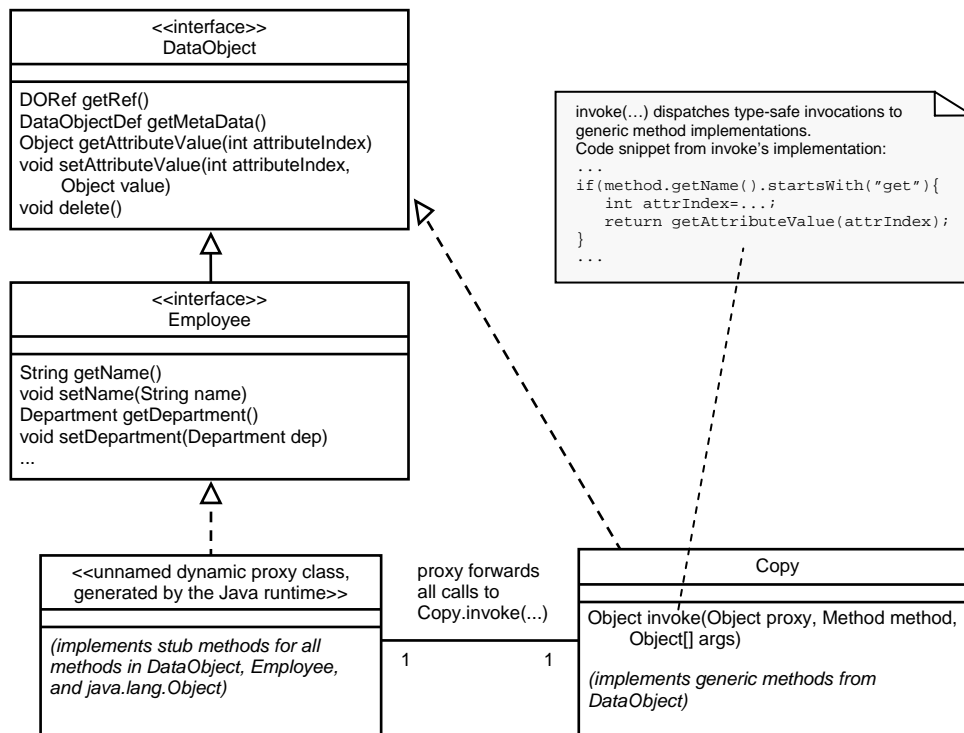 <<interface>>
DataObject
DORef getRef()
DataObjectDef getMetaData()
Object getAttributeValue(int attributeIndex)
void setAttributeValue(int attributeIndex,
Object value)
void delete()
invoke(…) dispatches type-safe invocations to
generic method implementations.
Code snippet from invoke's implementation:
...
if(method.getName().startsWith("get"){
int attrIndex=...;
return getAttributeValue(attrIndex);
}
...
<<interface>>
Employee
String getName()
void setName(String name)
Department getDepartment()
void setDepartment(Department dep)
...
<<unnamed dynamic proxy class,
generated by the Java runtime>>
(implements stub methods for all
methods in DataObject, Employee,
and java.lang.Object)
proxy forwards
all calls to
Copy.invoke(...)
1
1
Copy
Object invoke(Object proxy, Method method,
Object[] args)
(implements generic methods from
DataObject)